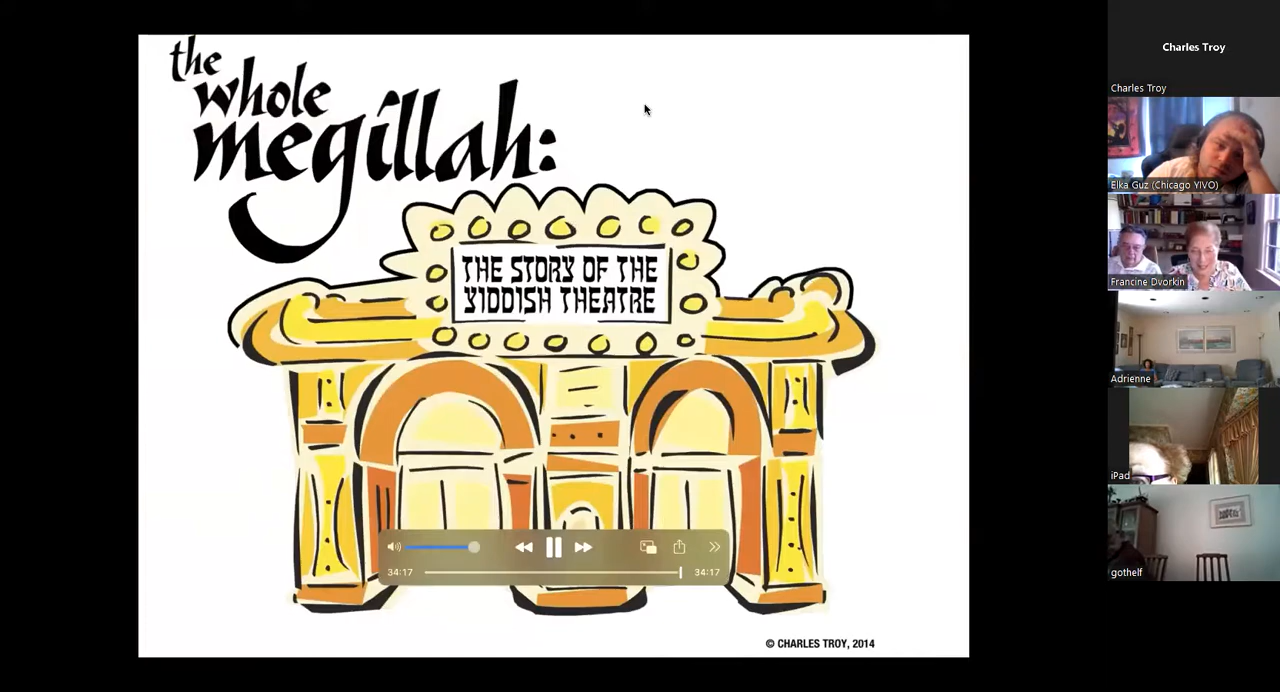 the
whole
megillah:
THE STORY OF THE
YIDDISH THEATRE
34:17
34:17
© CHARLES TROY, 2014
Charles Troy
Charles Troy
Elka Guz (Chicago YIVO)
Francine Dvorkin
Adrienne
iPad
gothelf